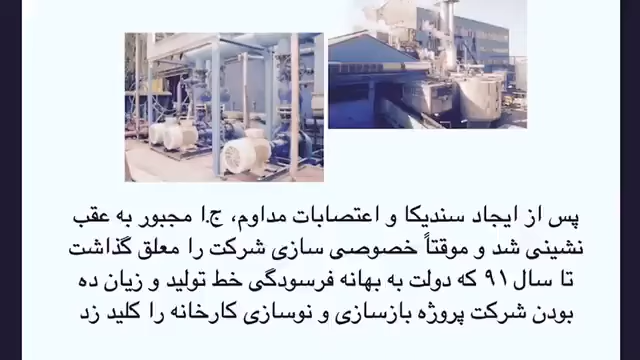 پس از ایجاد سندیکا و اعتصابات مداوم، ج.ا مجبور به عقب
نشینی شد و موقتاً خصوصی سازی شرکت را معلق گذاشت
تا سال ۹۱ که دولت به بهانه فرسودگی خط تولید و زیان ده
بودن شرکت پروژه بازسازی و نوسازی کارخانه را کلید زد